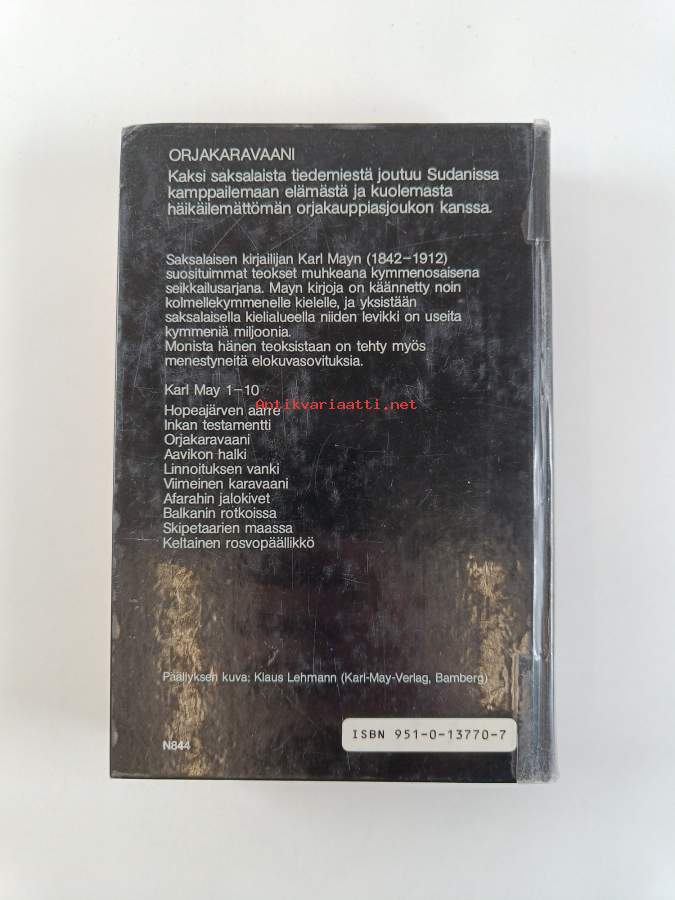 ORJAKARAVAANI
Kaksi saksalaista tiedemiestä joutuu Sudanissa
kamppailemaan elämästä ja kuolemasta
häikäilemättömän orjakauppiasjoukon kanssa.
Saksalaisen kirjailijan Karl Mayn (1842–1912)
suosituimmat teokset muhkeana kymmenosaisena
seikkailusarjana. Mayn kirjoja on käännetty noin
kolmellekymmenelle kielelle, ja yksistään
saksalaisella kielialueella niiden levikki on useita
kymmeniä miljoonia.
Monista hänen teoksistaan on tehty myös
menestyneitä elokuvasovituksia.
Karl May 1–10
Antikvariaatti.net
Hopeajärven aarre
Inkan testamentti
Orjakaravaani
Aavikon halki
Linnoituksen vanki
Viimeinen karavaani
Afarahin jalokivet
Balkanin rotkoissa
Skipetaarien maassa
Keltainen rosvopäällikkö
Päällyksen kuva: Klaus Lehmann (Karl-May-Verlag, Bamberg)
ISBN 951-0-13770-7
N844